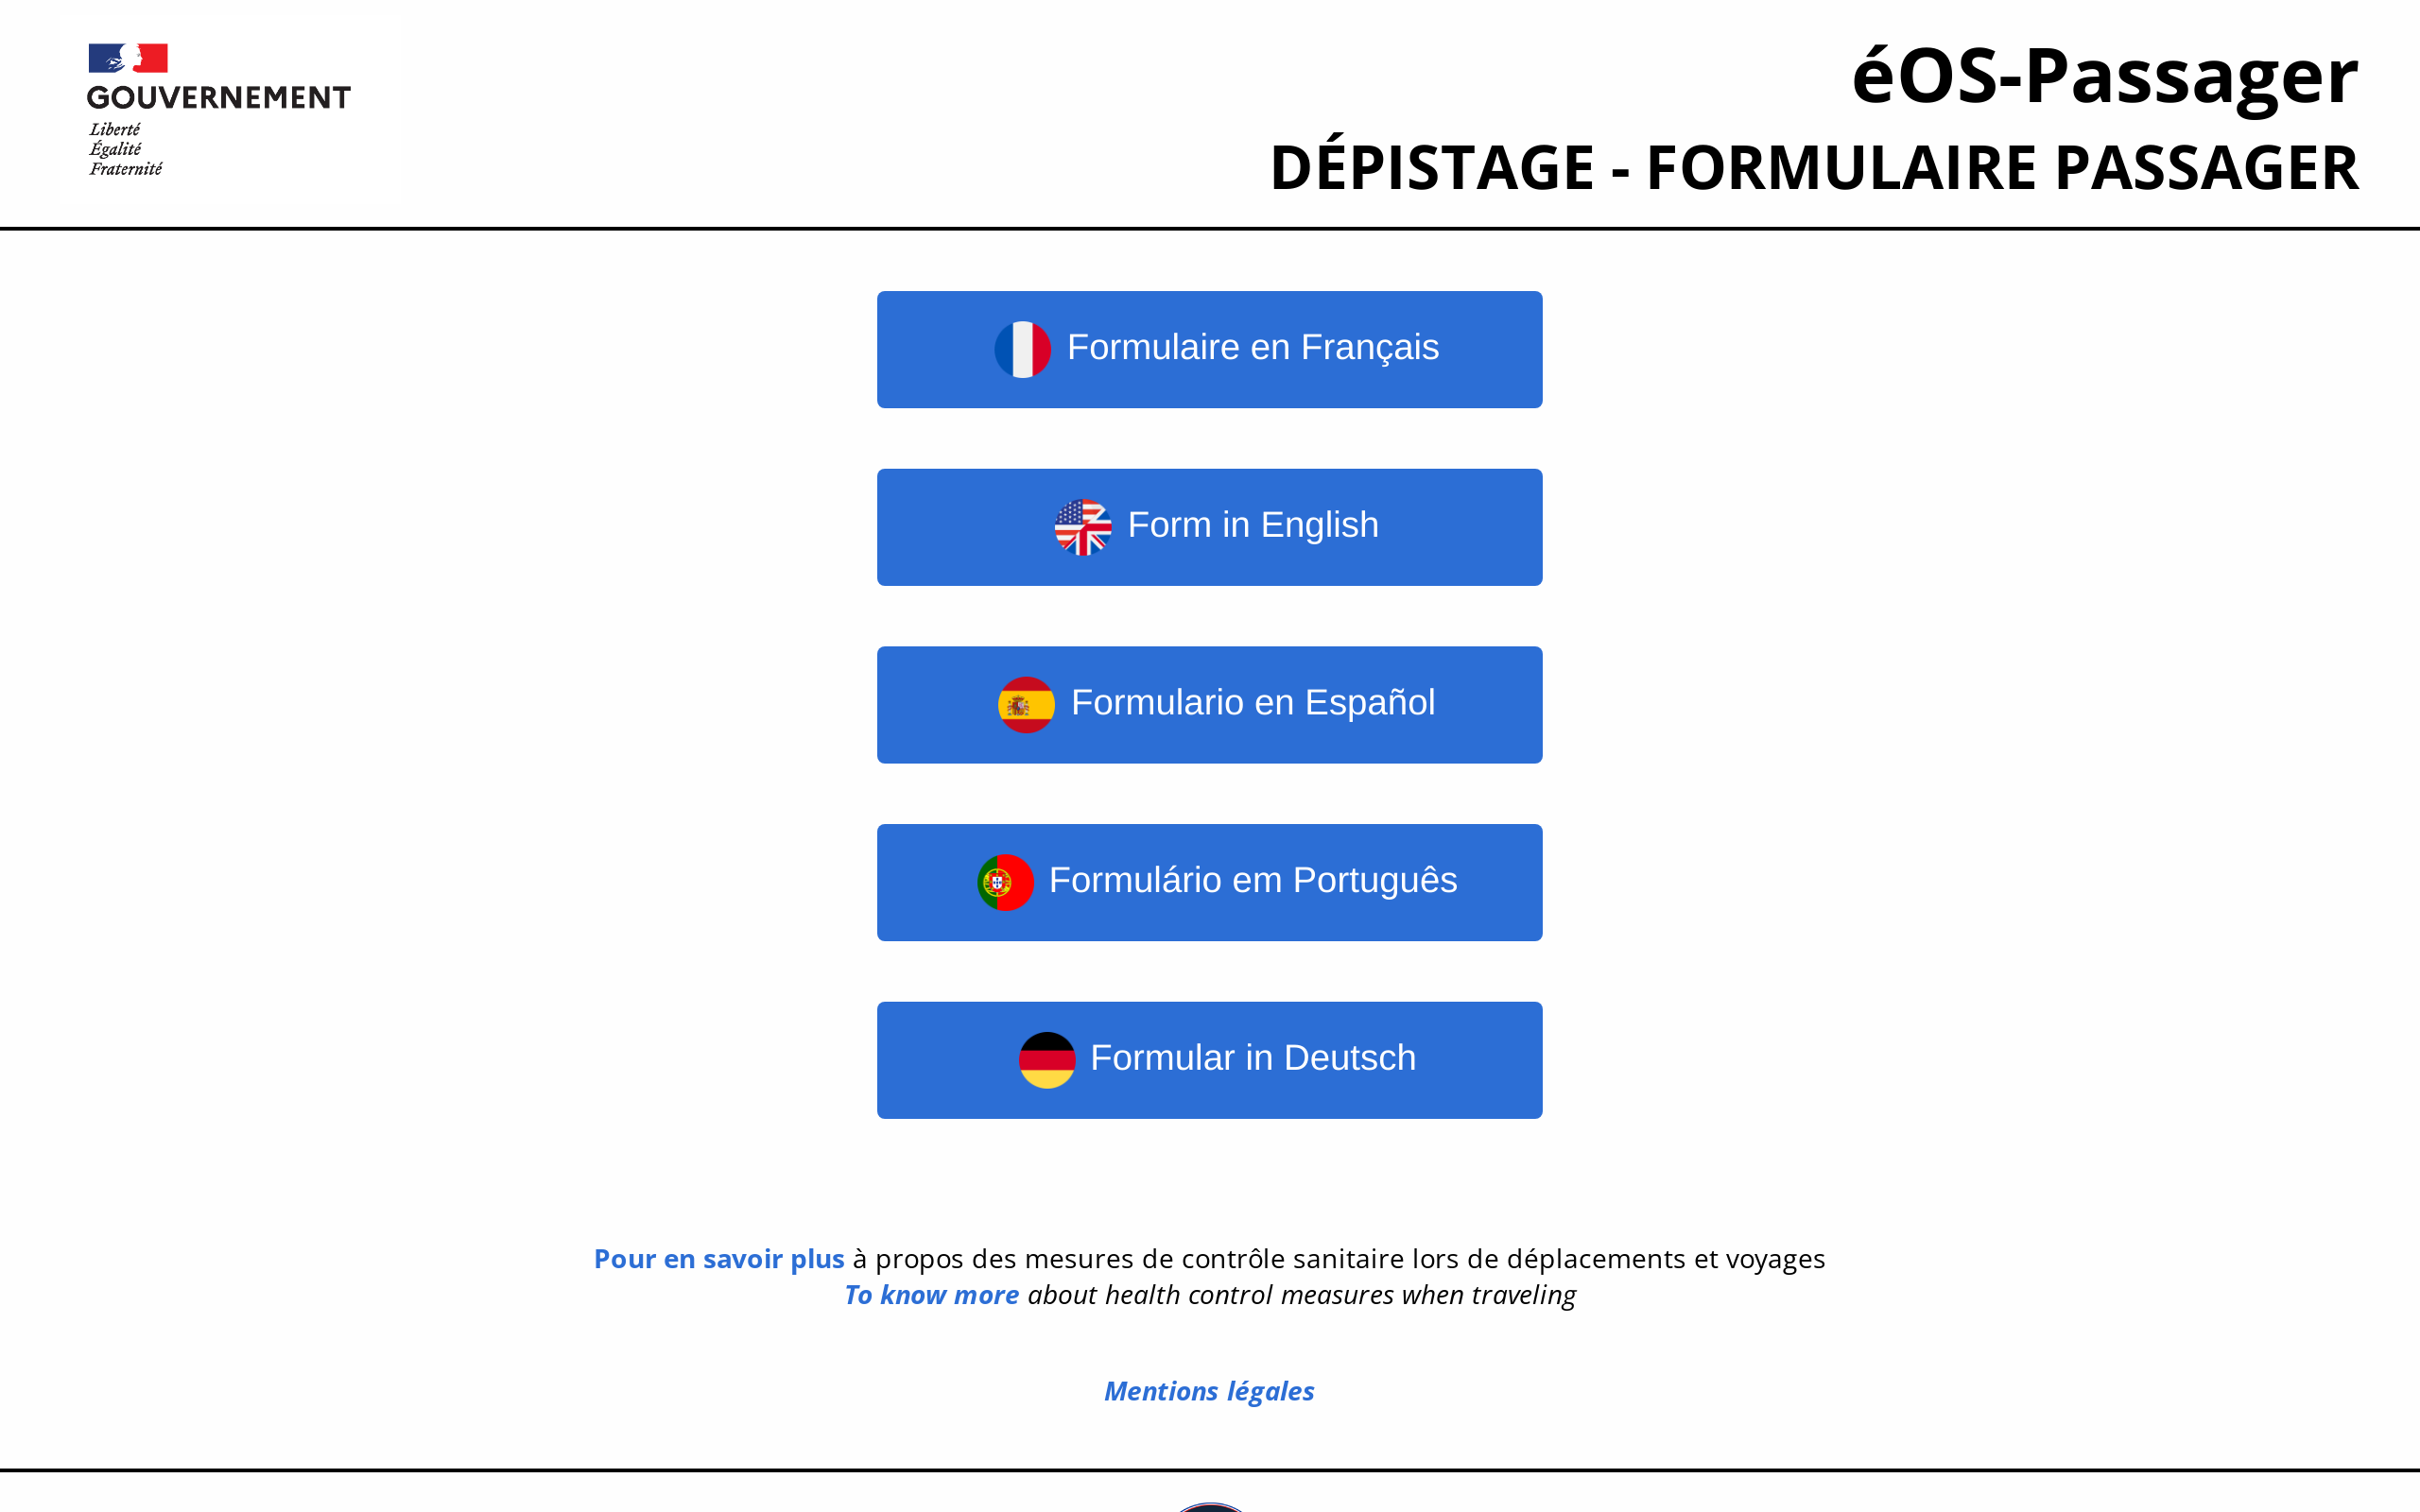 GOUVERNEMENT
Liberté
Égalité
Fraternité
éOS-Passager
DÉPISTAGE - FORMULAIRE PASSAGER
Formulaire en Français
Form in English
Formulario en Español
Formulário em Português
Formular in Deutsch
Pour en savoir plus à propos des mesures de contrôle sanitaire lors de déplacements et voyages
To know more about health control measures when traveling
Mentions légales